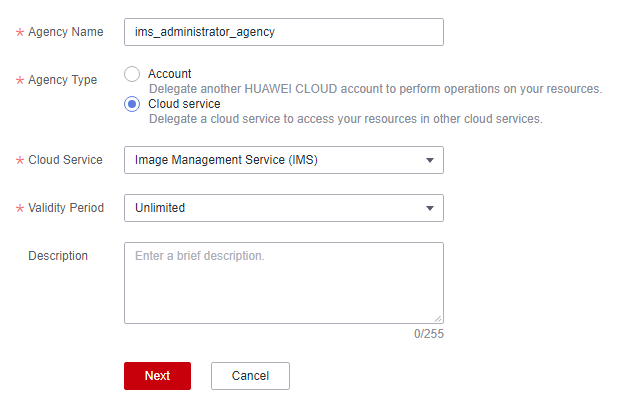 * Agency Name ims_administrator_agency
* Agency Type Account
Delegate another HUAWEI CLOUD account to perform operations on your resources.
Cloud service
Delegate a cloud service to access your resources in other cloud services.
* Cloud Service Image Management Service (IMS)
* Validity Period Unlimited
Description Enter a brief description.
0/255
Next Cancel